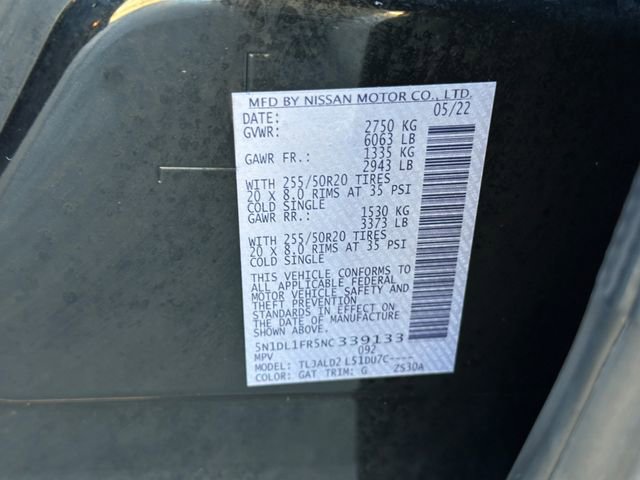 MFD BY NISSAN MOTOR CO., LTD.
DATE: 05/22
GVWR: 2750 KG
6063 LB
GAWR FR.: 1335 KG
2943 LB
WITH 255/50R20 TIRES
20 X 8.0 RIMS AT 35 PSI
COLD SINGLE
GAWR RR.: 1530 KG
3373 LB
WITH 255/50R20 TIRES
20 X 8.0 RIMS AT 35 PSI
COLD SINGLE
THIS VEHICLE CONFORMS TO
ALL APPLICABLE FEDERAL
MOTOR VEHICLE SAFETY AND
THEFT PREVENTION
STANDARDS IN EFFECT ON
THE DATE OF MANUFACTURE
SHOWN ABOVE.
5N1DL1FR5NC 339133
MPV 092
MODEL: TLJALD2 L51DU7C----
COLOR: GAT TRIM: G ZS30A